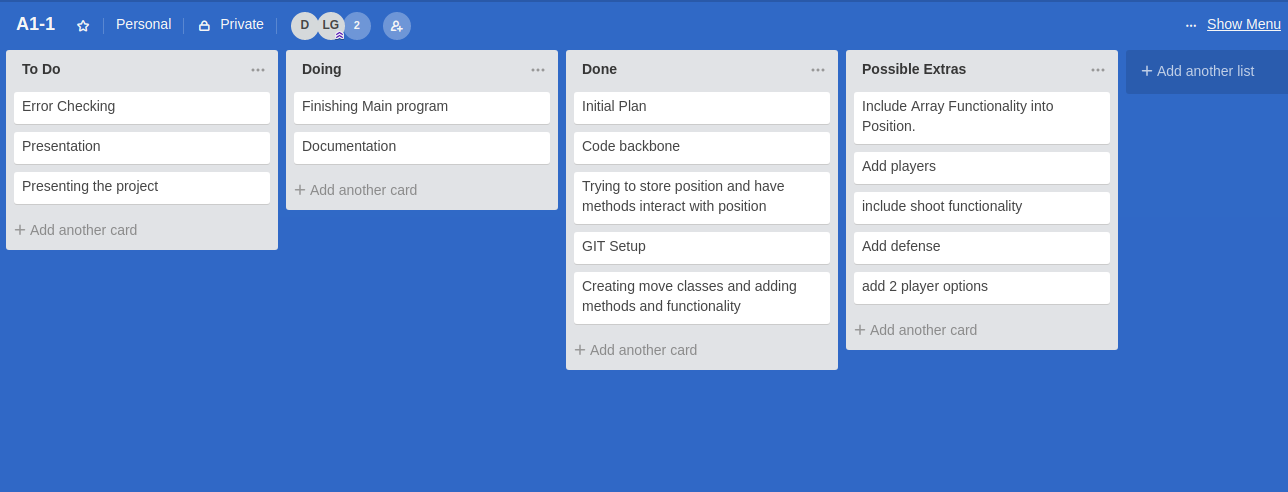 A1-1
Personal
Private
D
LG
2
Show Menu
To Do
Error Checking
Presentation
Presenting the project
Add another card
Doing
Finishing Main program
Documentation
Add another card
Done
Initial Plan
Code backbone
Trying to store position and have
methods interact with position
GIT Setup
Creating move classes and adding
methods and functionality
Add another card
Possible Extras
Include Array Functionality into
Position.
Add players
include shoot functionality
Add defense
add 2 player options
Add another card
Add another list